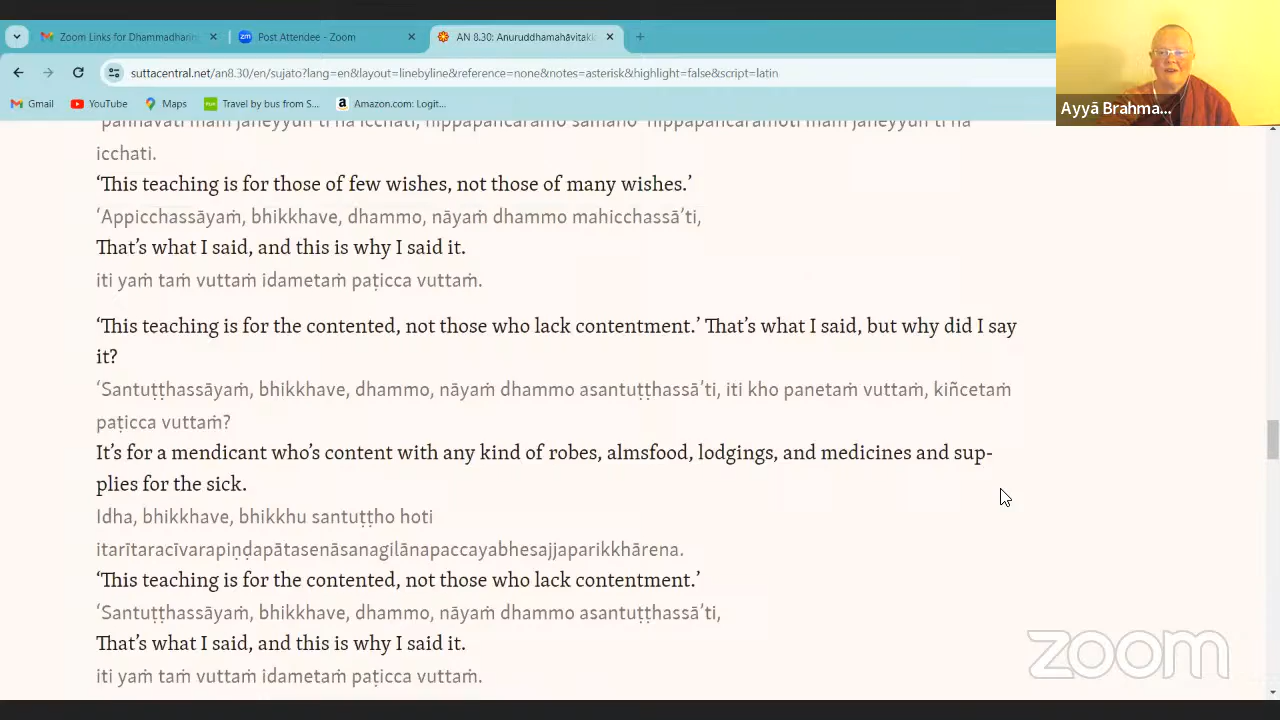 Zoom Links for Dhammadharin
Post Attendee - Zoom
AN 8.30: Anuruddhamahāvitakk
suttacentral.net/an8.30/en/sujato?lang=en&layout=linebyline&reference=none&notes=asterisk&highlight=false&script=latin
Gmail
YouTube
Maps
Travel by bus from S...
Amazon.com: Logit...
Ayyā Brahma...
paññavāti maṁ jāneyyun'ti na icchati, nippapañcārāmo samāno 'nippapañcārāmoti maṁ jāneyyun'ti na
icchati.
‘This teaching is for those of few wishes, not those of many wishes.’
‘Appicchassāyaṁ, bhikkhave, dhammo, nāyaṁ dhammo mahicchassā’ti,
That’s what I said, and this is why I said it.
iti yaṁ taṁ vuttaṁ idametaṁ paṭicca vuttaṁ.
‘This teaching is for the contented, not those who lack contentment.’ That’s what I said, but why did I say
it?
‘Santuṭṭhassāyaṁ, bhikkhave, dhammo, nāyaṁ dhammo asantuṭṭhassā’ti, iti kho panetaṁ vuttaṁ, kiñcetaṁ
paṭicca vuttaṁ?
It’s for a mendicant who’s content with any kind of robes, almsfood, lodgings, and medicines and sup-
plies for the sick.
Idha, bhikkhave, bhikkhu santuṭṭho hoti
itarītaracīvarapiṇḍapātasenāsanagilānapaccayabhesajjaparikkhārena.
‘This teaching is for the contented, not those who lack contentment.’
‘Santuṭṭhassāyaṁ, bhikkhave, dhammo, nāyaṁ dhammo asantuṭṭhassā’ti,
That’s what I said, and this is why I said it.
iti yaṁ taṁ vuttaṁ idametaṁ paṭicca vuttaṁ.
zoom